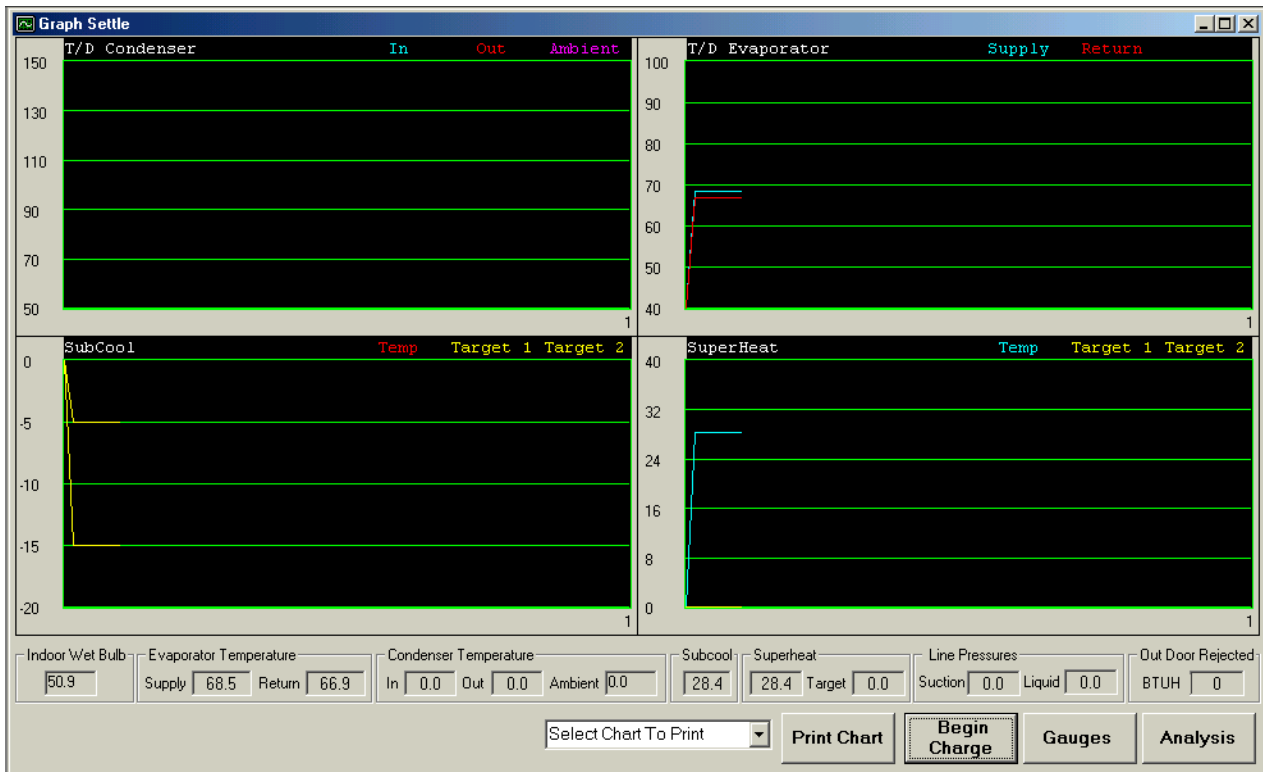 Graph Settle
T/D Condenser In Out Ambient
150
130
110
90
70
50
1
T/D Evaporator Supply Return
100
90
80
70
60
50
40
1
SubCool Temp Target 1 Target 2
0
-5
-10
-15
-20
1
SuperHeat Temp Target 1 Target 2
40
32
24
16
8
0
1
Indoor Wet Bulb
50.9
Evaporator Temperature
Supply 68.5 Return 66.9
Condenser Temperature
In 0.0 Out 0.0 Ambient 0.0
Subcool
28.4
Superheat
28.4 Target 0.0
Line Pressures
Suction 0.0 Liquid 0.0
Out Door Rejected
BTUH 0
Select Chart To Print
Print Chart
Begin
Charge
Gauges
Analysis